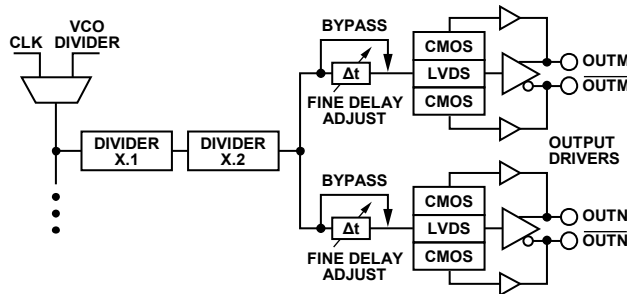 VCO
CLK DIVIDER
DIVIDER
X.1
DIVIDER
X.2
BYPASS
Δt
FINE DELAY
ADJUST
CMOS
LVDS
CMOS
OUTM
OUTM
OUTPUT
DRIVERS
BYPASS
Δt
FINE DELAY
ADJUST
CMOS
LVDS
CMOS
OUTN
OUTN